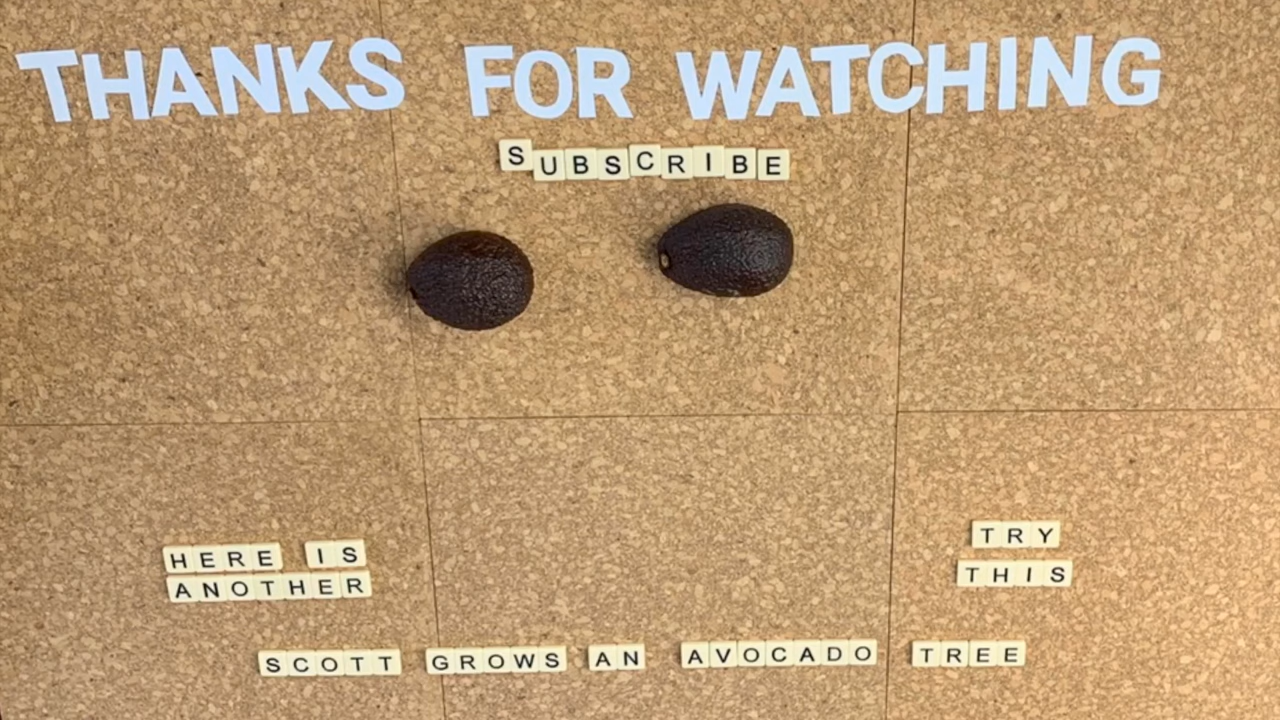 THANKS FOR WATCHING
SUBSCRIBE
HERE IS
ANOTHER
TRY
THIS
SCOTT GROWS AN AVOCADO TREE